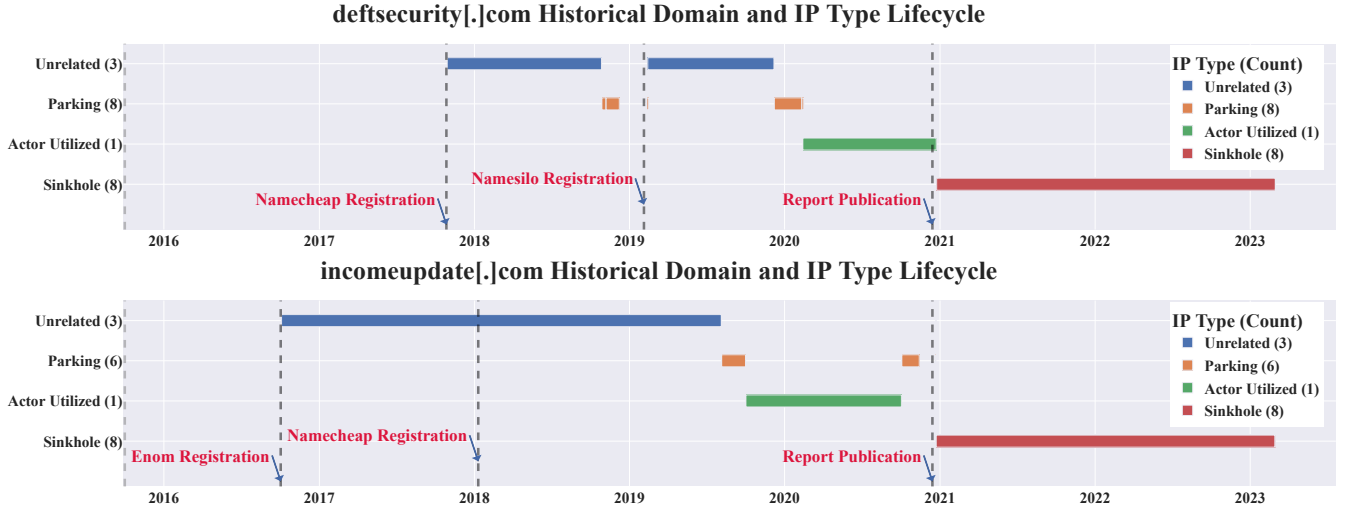 deftsecurity[.]com Historical Domain and IP Type Lifecycle
Unrelated (3)
Parking (8)
Actor Utilized (1)
Sinkhole (8)
Namecheap Registration
Namesilo Registration
Report Publication
IP Type (Count)
Unrelated (3)
Parking (8)
Actor Utilized (1)
Sinkhole (8)
2016 2017 2018 2019 2020 2021 2022 2023
incomeupdate[.]com Historical Domain and IP Type Lifecycle
Unrelated (3)
Parking (6)
Actor Utilized (1)
Sinkhole (8)
Enom Registration
Namecheap Registration
Report Publication
IP Type (Count)
Unrelated (3)
Parking (6)
Actor Utilized (1)
Sinkhole (8)
2016 2017 2018 2019 2020 2021 2022 2023